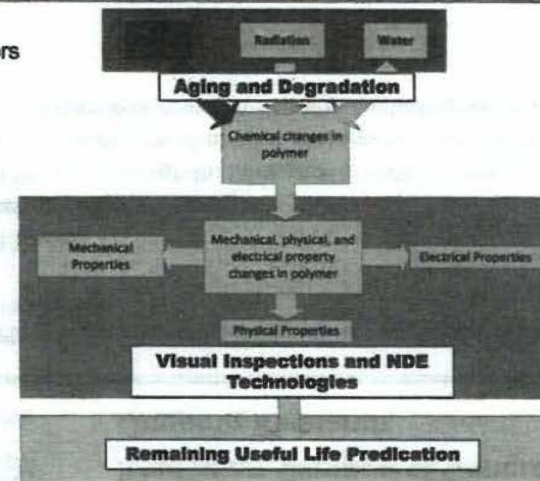 ors
Radiation
Water
Aging and Degradation
Chemical changes in
polymer
Mechanical
Properties
Mechanical, physical, and
electrical property
changes in polymer
Electrical Properties
Physical Properties
Visual Inspections and NDE
Technologies
Remaining Useful Life Predication